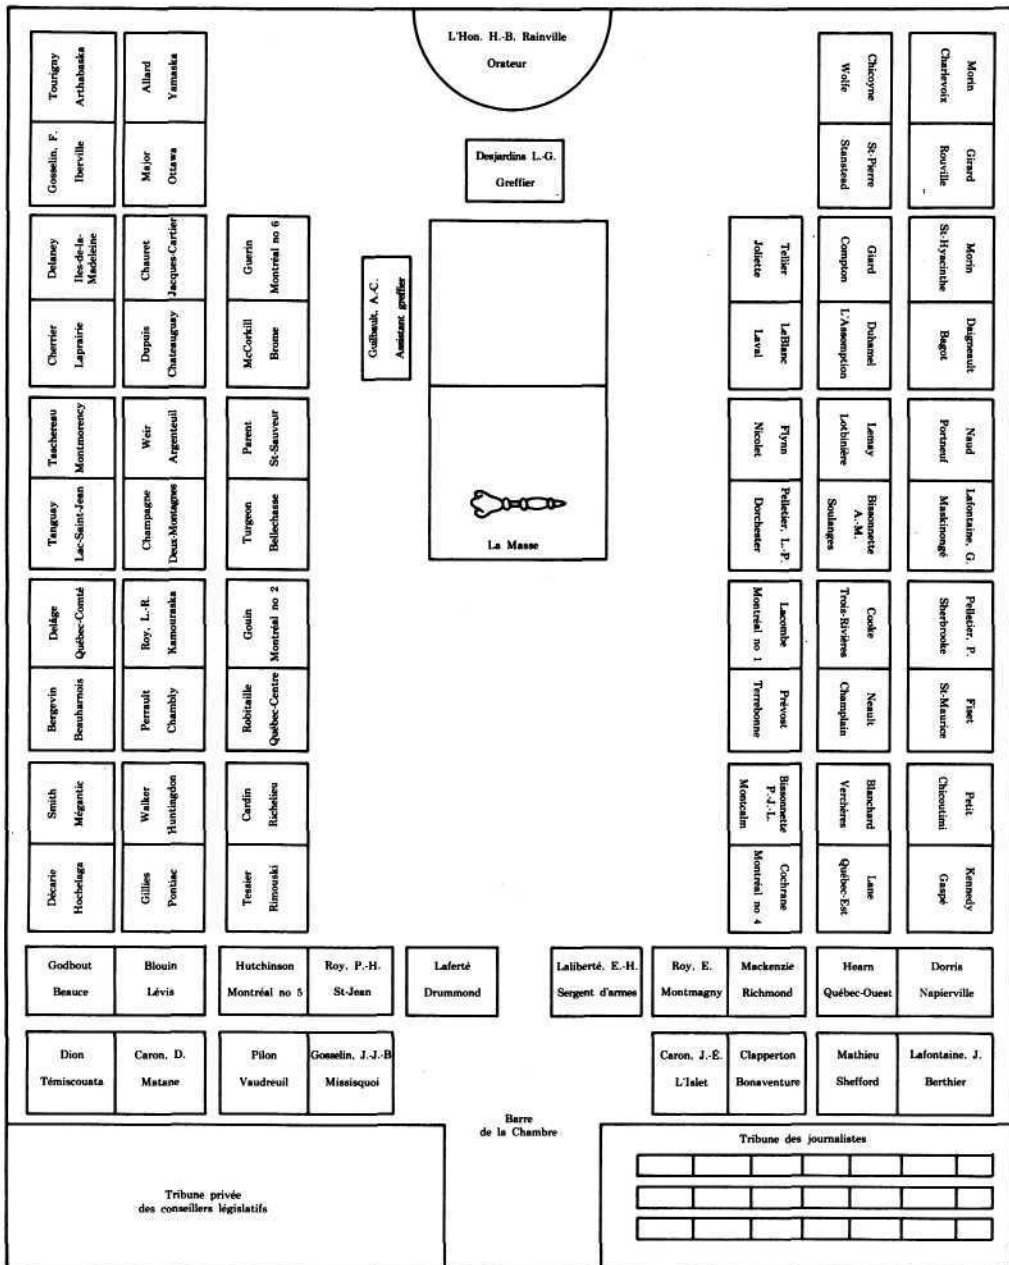 L'Hon. H.-B. Rainville
Orateur
Desjardins L.-G.
Greffier
Guilbault, A.-C.
Assistant greffier
La Masse
Tourigny
Arthabaska
Allard
Yamaska
Gosselin, F.
Iberville
Major
Ottawa
Delaney
Iles-de-la-
Madeleine
Chauret
Jacques-Cartier
Guerin
Montréal no 6
Cherrier
Laprairie
Dupuis
Chateauguay
McCorkill
Brome
Taschereau
Montmorency
Weir
Argenteuil
Parent
St-Sauveur
Tanguay
Lac-Saint-Jean
Champagne
Deux-Montagnes
Turgeon
Bellechasse
Delâge
Québec-Comté
Roy, L.-R.
Kamouraska
Gouin
Montréal no 2
Bergevin
Beauharnois
Perrault
Chambly
Robitaille
Québec-Centre
Smith
Mégantic
Walker
Huntingdon
Cardin
Richelieu
Décarie
Hochelaga
Gillies
Pontiac
Tessier
Rimouski
Chicoyne
Wolfe
Morin
Charlevoix
St-Pierre
Stanstead
Girard
Rouville
Tellier
Joliette
Giard
Compton
Morin
St-Hyacinthe
LeBlanc
Laval
Duhamel
L'Assomption
Daigneault
Bagot
Flynn
Nicolet
Lemay
Lotbinière
Naud
Portneuf
Pelletier, L.-P.
Dorchester
Bissonnette
A.-M.
Soulanges
Lafontaine, G.
Maskinongé
Lacombe
Montréal no 1
Cooke
Trois-Rivières
Pelletier, P.
Sherbrooke
Prévost
Terrebonne
Neault
Champlain
Fiset
St-Maurice
Bissonnette
P.-J.-L.
Montcalm
Blanchard
Verchères
Petit
Chicoutimi
Cochrane
Montréal no 4
Lane
Québec-Est
Kennedy
Gaspé
Godbout
Beauce
Blouin
Lévis
Hutchinson
Montréal no 5
Roy, P.-H.
St-Jean
Laferté
Drummond
Laliberté, E.-H.
Sergent d'armes
Roy, E.
Montmagny
Mackenzie
Richmond
Hearn
Québec-Ouest
Dorris
Napierville
Dion
Témiscouata
Caron, D.
Matane
Pilon
Vaudreuil
Gosselin, J.-J.-B
Missisquoi
Caron, J.-É.
L'Islet
Clapperton
Bonaventure
Mathieu
Shefford
Lafontaine, J.
Berthier
Barre
de la Chambre
Tribune privée
des conseillers législatifs
Tribune des journalistes